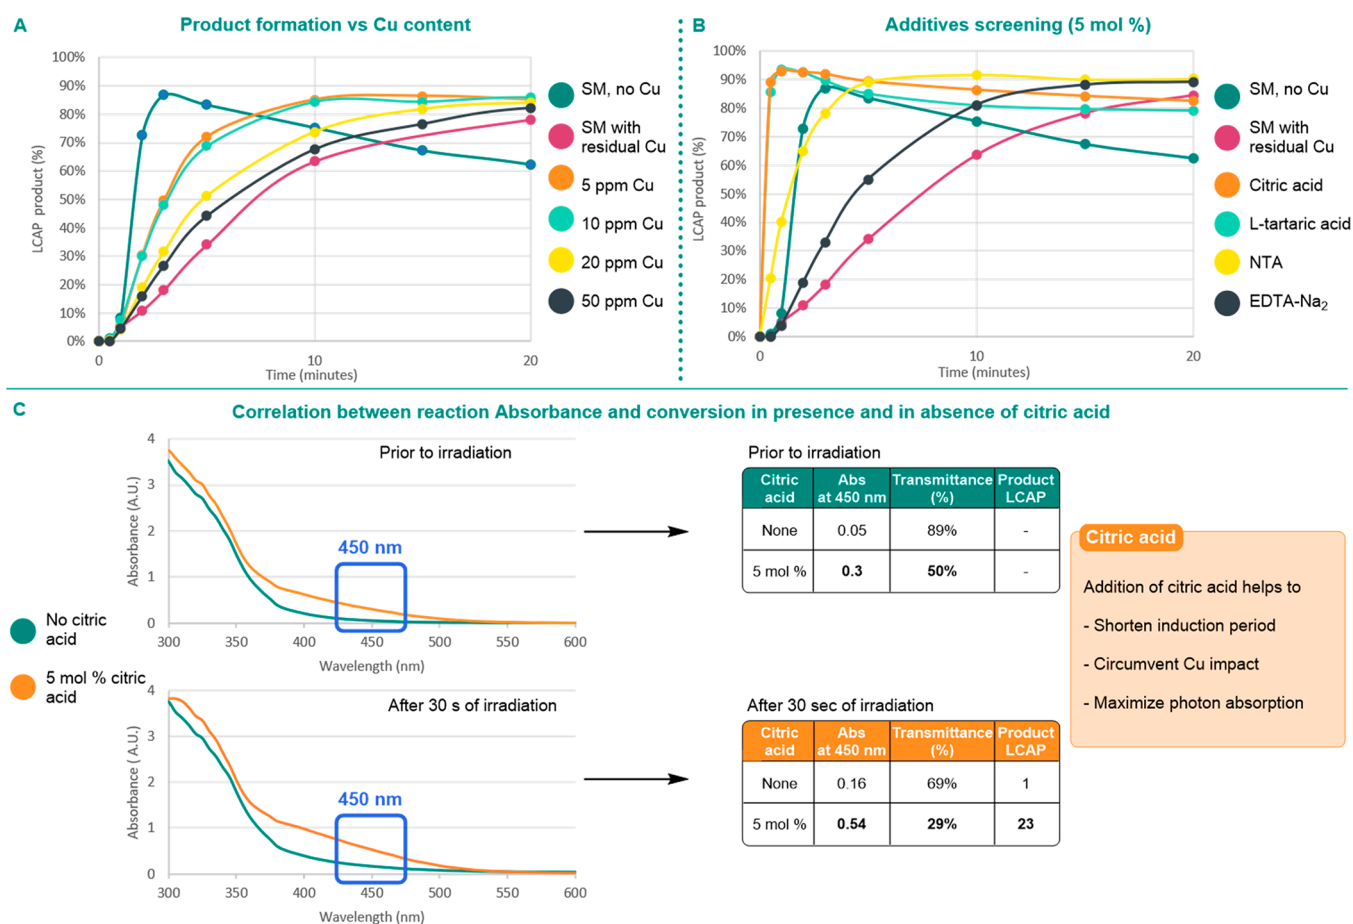 A
Product formation vs Cu content
100%
90%
80%
70%
60%
50%
40%
30%
20%
10%
0%
LCAP product (%)
0
10
20
Time (minutes)
SM, no Cu
SM with
residual Cu
5 ppm Cu
10 ppm Cu
20 ppm Cu
50 ppm Cu
B
Additives screening (5 mol %)
100%
90%
80%
70%
60%
50%
40%
30%
20%
10%
0%
LCAP product (%)
0
10
20
Time (minutes)
SM, no Cu
SM with
residual Cu
Citric acid
L-tartaric acid
NTA
EDTA-Na₂
C
Correlation between reaction Absorbance and conversion in presence and in absence of citric acid
No citric
acid
5 mol % citric
acid
Prior to irradiation
4
3
2
1
0
Absorbance (A.U.)
450 nm
300
350
400
450
500
550
600
Wavelength (nm)
Prior to irradiation
Citric acid Abs at 450 nm Transmittance (%) Product LCAP
None 0.05 89% -
5 mol % 0.3 50% -
After 30 s of irradiation
4
3
2
1
0
Absorbance ( A.U.)
450 nm
300
350
400
450
500
550
600
Wavelength (nm)
After 30 sec of irradiation
Citric acid Abs at 450 nm Transmittance (%) Product LCAP
None 0.16 69% 1
5 mol % 0.54 29% 23
Citric acid
Addition of citric acid helps to
- Shorten induction period
- Circumvent Cu impact
- Maximize photon absorption